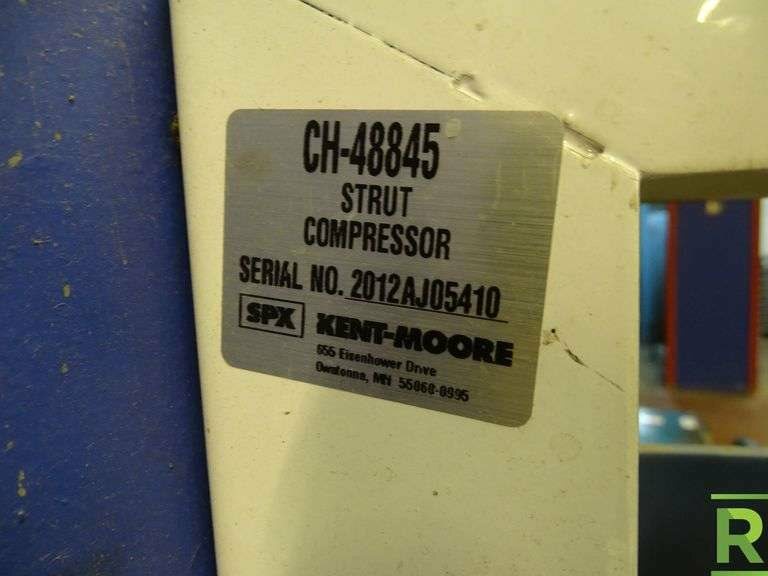 CH-48845
STRUT
COMPRESSOR
SERIAL NO. 2012AJ05410
SPX KENT-MOORE
655 Eisenhower Drive
Owatonna, MN 55060-0995
R